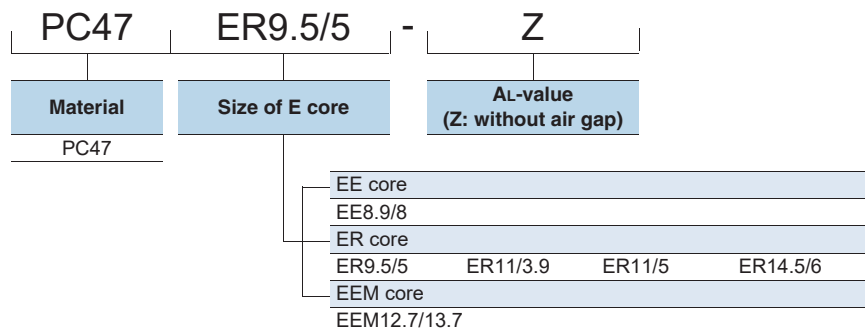 PC47 ER9.5/5 - Z
Material Size of E core AL-value
(Z: without air gap)
PC47
EE core
EE8.9/8
ER core
ER9.5/5 ER11/3.9 ER11/5 ER14.5/6
EEM core
EEM12.7/13.7